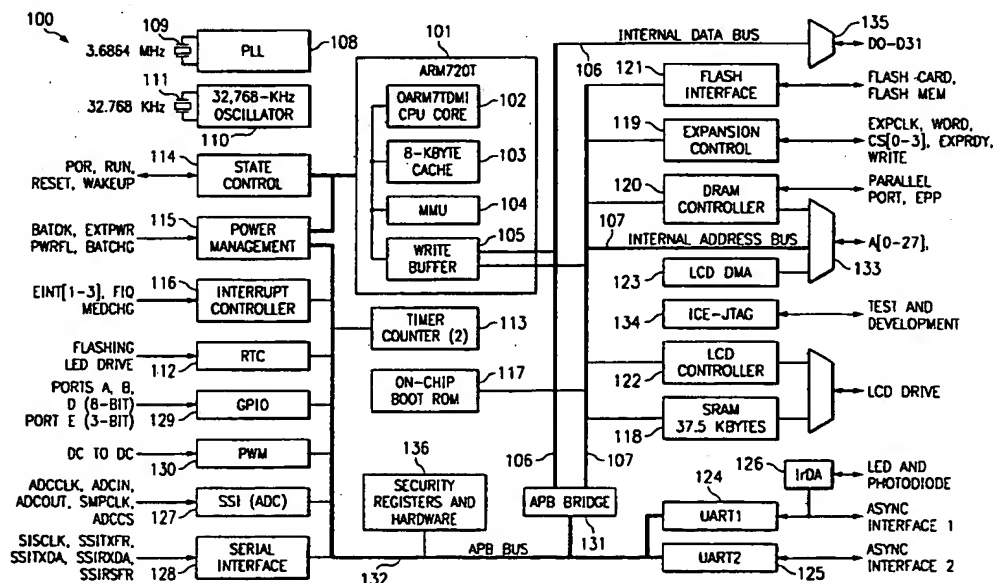 100
109
3.6864 MHz
PLL
108
111
32.768 KHz
32,768-KHz
OSCILLATOR
110
114
POR, RUN,
RESET, WAKEUP
STATE
CONTROL
115
BATOK, EXTPWR
PWRFL, BATCHG
POWER
MANAGEMENT
116
EINT[1-3], FIQ
MEDCHG
INTERRUPT
CONTROLLER
FLASHING
LED DRIVE
RTC
112
PORTS A, B,
D (8-BIT)
PORT E (3-BIT)
GPIO
129
DC TO DC
PWM
130
ADCCLK, ADCIN,
ADCOUT, SMPCLK,
ADCCS
SSI (ADC)
127
SISCLK, SSITXFR,
SSITXDA, SSIRXDA,
SSIRSFR
SERIAL
INTERFACE
128
101
ARM720T
OARM7TDMI
CPU CORE
102
8-KBYTE
CACHE
103
MMU
104
WRITE
BUFFER
105
TIMER
COUNTER (2)
113
ON-CHIP
BOOT ROM
117
136
SECURITY
REGISTERS AND
HARDWARE
106
107
APB BRIDGE
131
APB BUS
132
INTERNAL DATA BUS
106
135
DO-D31
121
FLASH
INTERFACE
FLASH-CARD,
FLASH MEM
119
EXPANSION
CONTROL
EXPCLK, WORD,
CS[0-3], EXPRDY,
WRITE
120
DRAM
CONTROLLER
PARALLEL
PORT, EPP
107
INTERNAL ADDRESS BUS
A[0-27],
133
LCD DMA
123
ICE-JTAG
134
TEST AND
DEVELOPMENT
LCD
CONTROLLER
122
LCD DRIVE
SRAM
37.5 KBYTES
118
126
IrDA
LED AND
PHOTODIODE
124
UART1
ASYNC
INTERFACE 1
UART2
125
ASYNC
INTERFACE 2